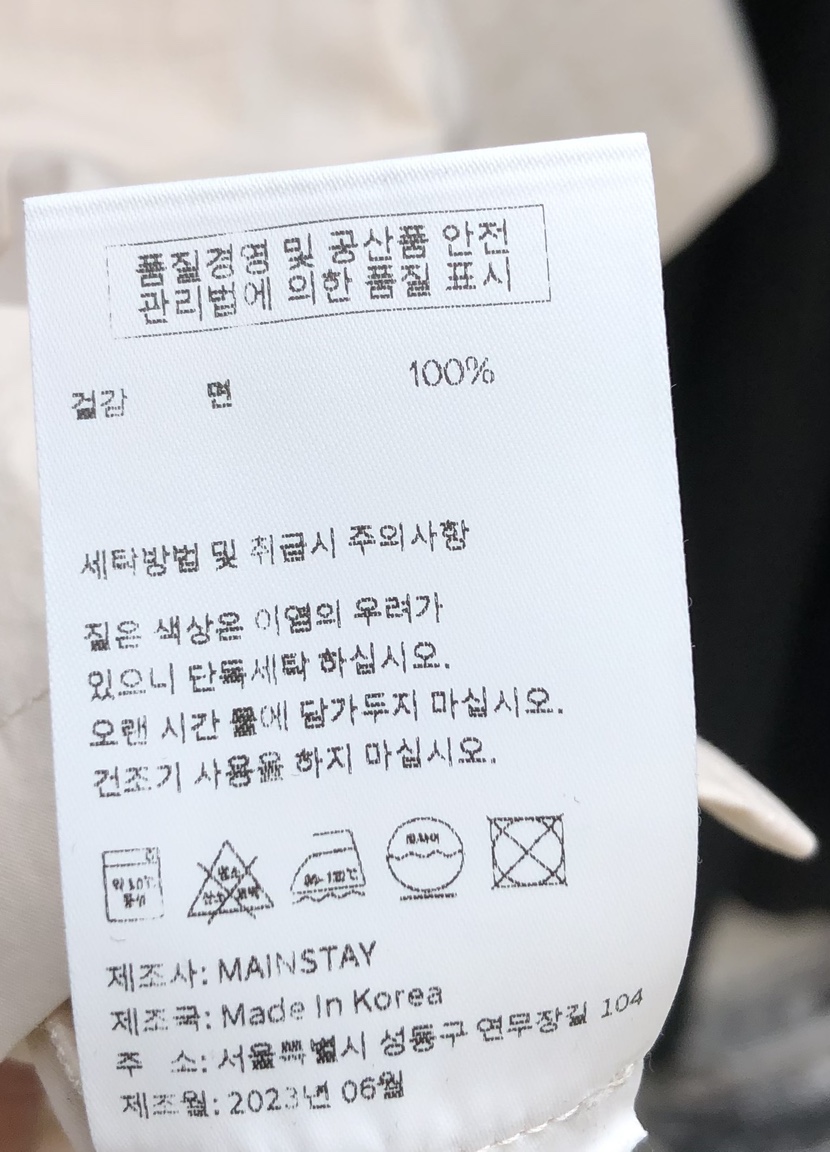 품질경영 및 공산품 안전
관리법에 의한 품질 표시
겉감 면 100%
세탁방법 및 취급시 주의사항
짙은 색상은 이염의 우려가
있으니 단독세탁 하십시오.
오랜 시간 물에 담가두지 마십시오.
건조기 사용을 하지 마십시오.
제조사: MAINSTAY
제조국: Made In Korea
주 소: 서울특별시 성동구 연무장길 104
제조월: 2023년 06월